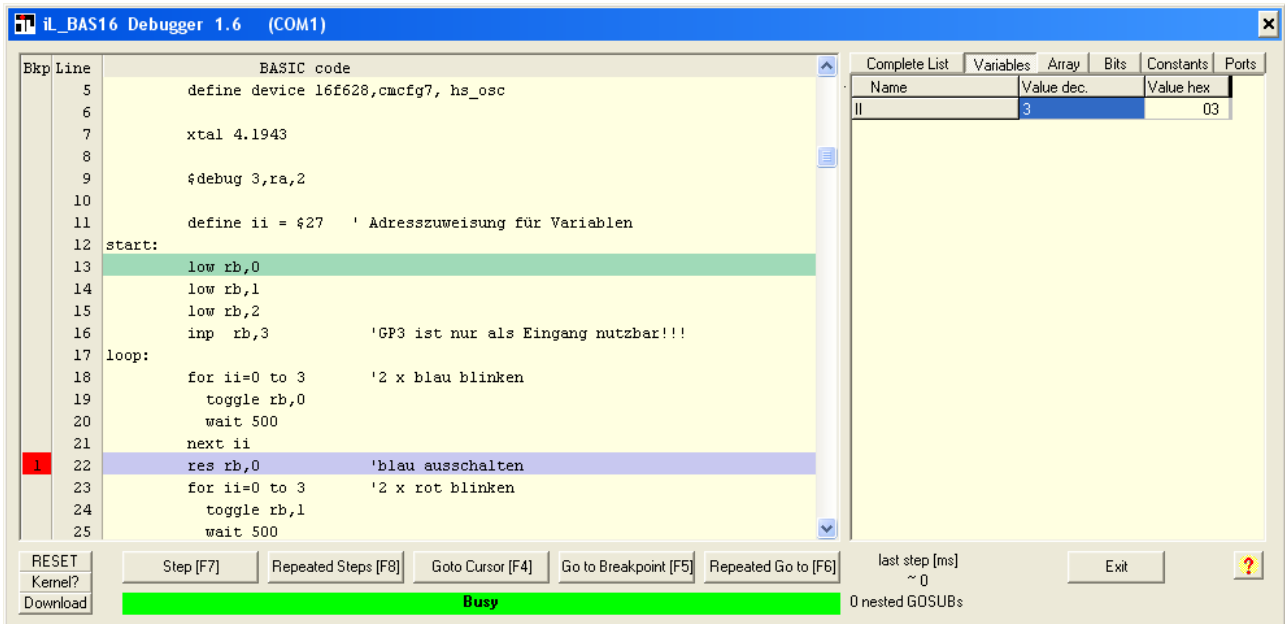 iL_BAS16 Debugger 1.6 (COM1)
Bkp Line BASIC code
5 define device 16f628,cmcfg7, hs_osc
6
7 xtal 4.1943
8
9 $debug 3,ra,2
10
11 define ii = $27 ' Adresszuweisung für Variablen
12 start:
13 low rb,0
14 low rb,1
15 low rb,2
16 inp rb,3 'GP3 ist nur als Eingang nutzbar!!!
17 loop:
18 for ii=0 to 3 '2 x blau blinken
19 toggle rb,0
20 wait 500
21 next ii
1 22 res rb,0 'blau ausschalten
23 for ii=0 to 3 '2 x rot blinken
24 toggle rb,1
25 wait 500
Complete List Variables Array Bits Constants Ports
Name Value dec. Value hex
II 3 03
RESET
Kernel?
Download
Step [F7] Repeated Steps [F8] Goto Cursor [F4] Go to Breakpoint [F5] Repeated Go to [F6]
Busy
last step [ms]
~ 0
0 nested GOSUBs
Exit
?